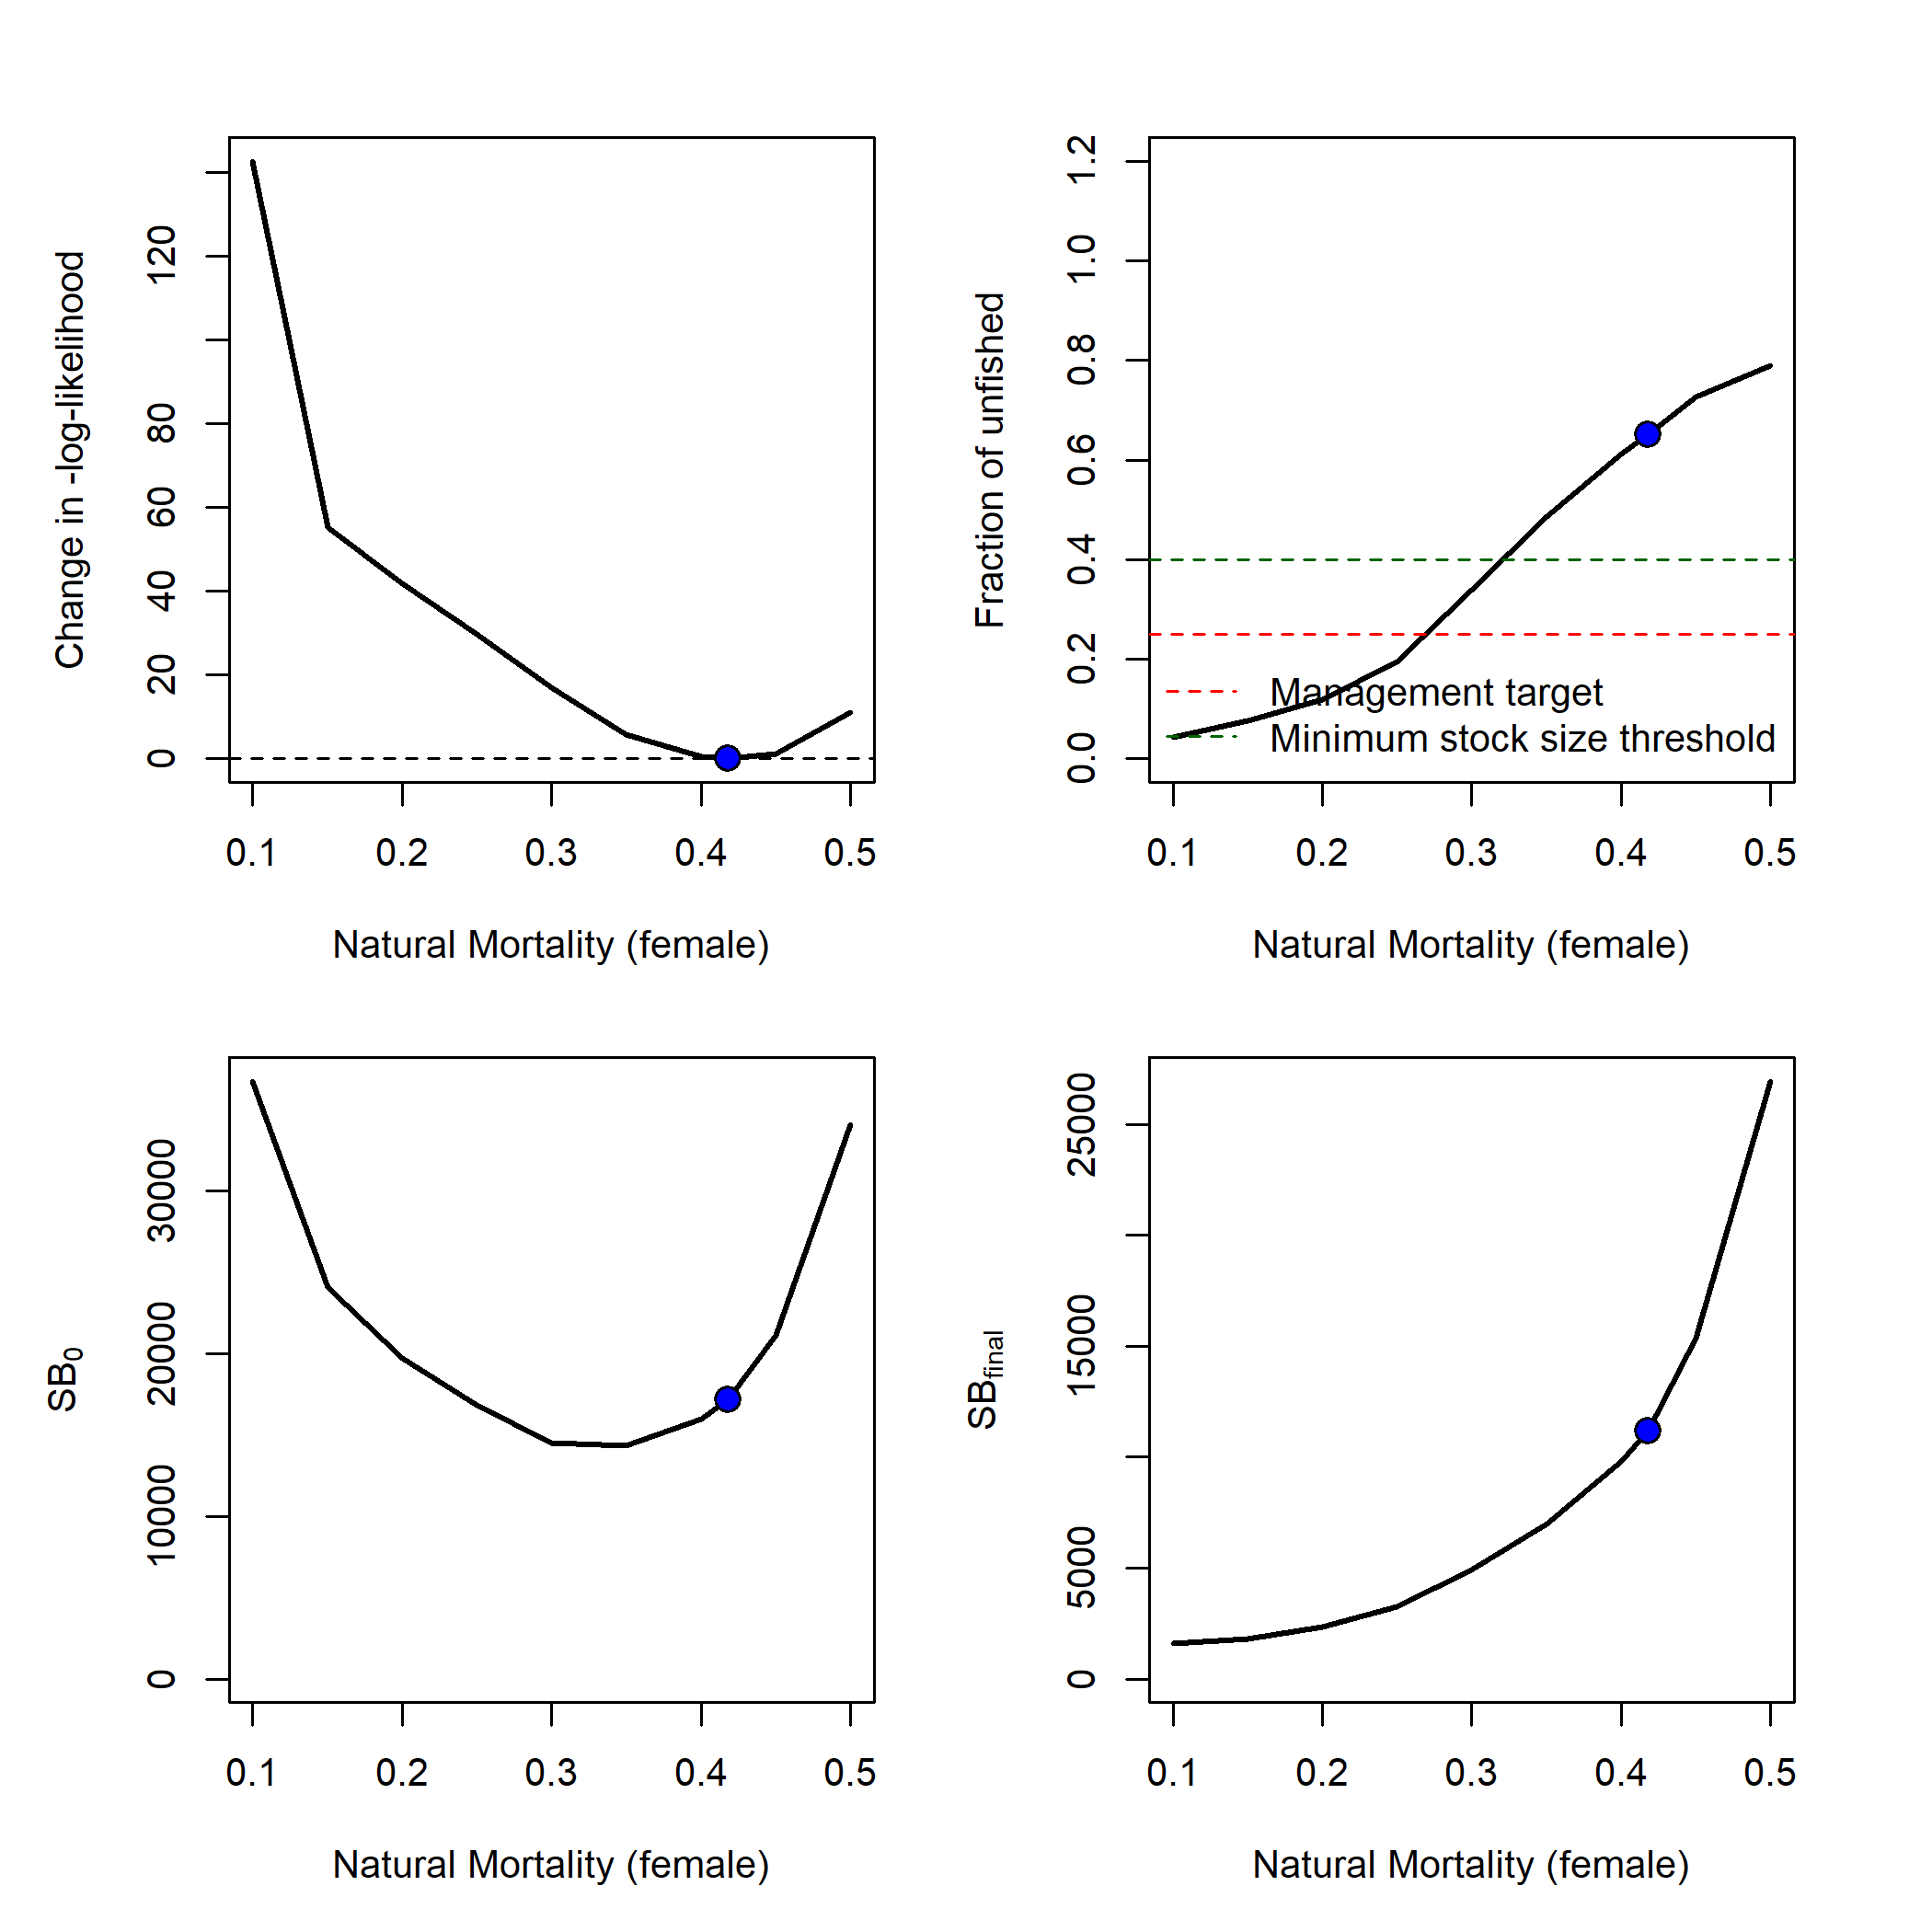 Change in -log-likelihood
0
20
40
60
80
120
0.1 0.2 0.3 0.4 0.5
Natural Mortality (female)
Fraction of unfished
0.0
0.2
0.4
0.6
0.8
1.0
1.2
Management target
Minimum stock size threshold
0.1 0.2 0.3 0.4 0.5
Natural Mortality (female)
SB0
0
10000
20000
30000
0.1 0.2 0.3 0.4 0.5
Natural Mortality (female)
SBfinal
0
5000
15000
25000
0.1 0.2 0.3 0.4 0.5
Natural Mortality (female)